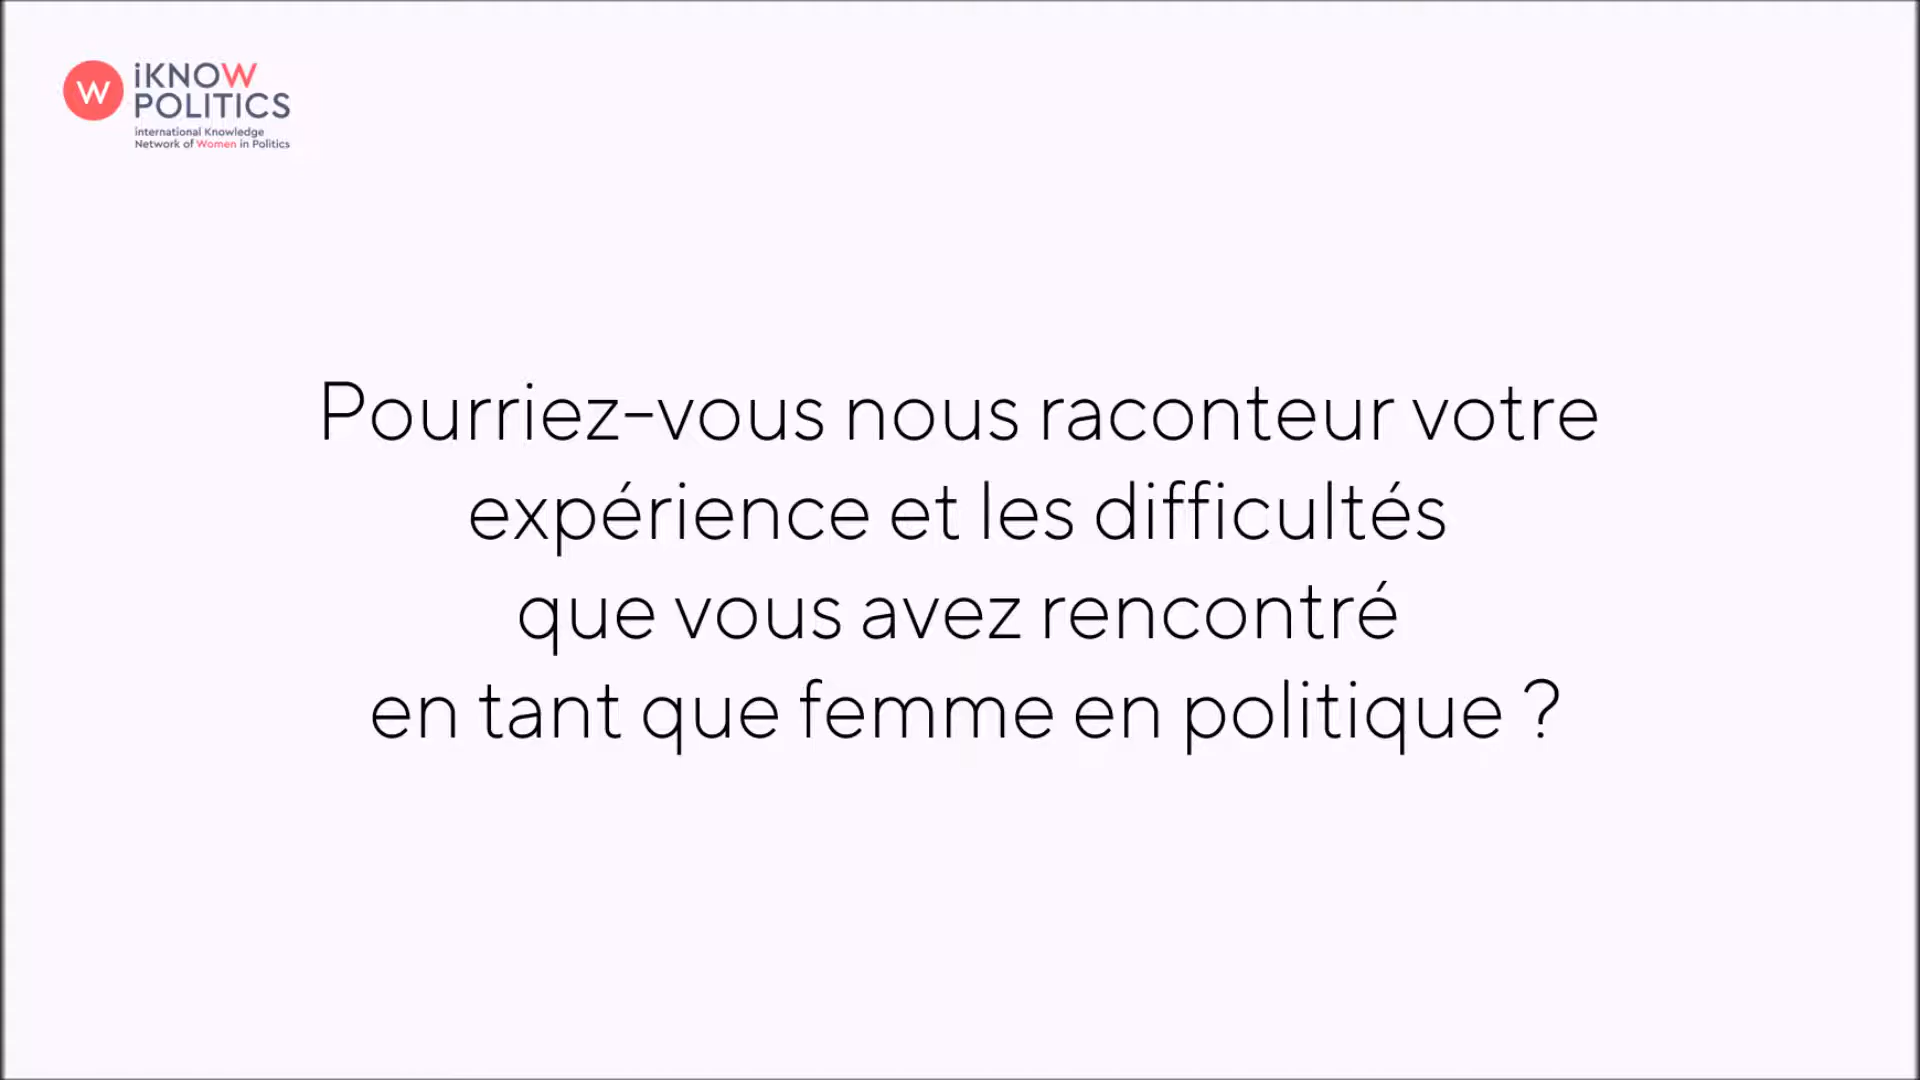 W
iKNOW
POLITICS
international Knowledge
Network of Women in Politics
Pourriez-vous nous raconteur votre
expérience et les difficultés
que vous avez rencontré
en tant que femme en politique ?